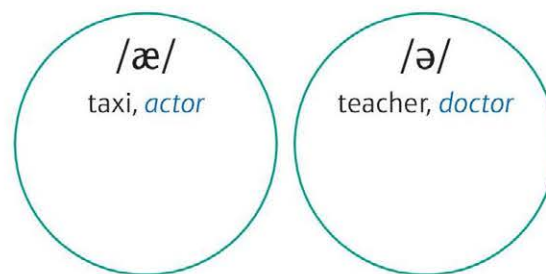 /æ/
taxi, actor
/ə/
teacher, doctor